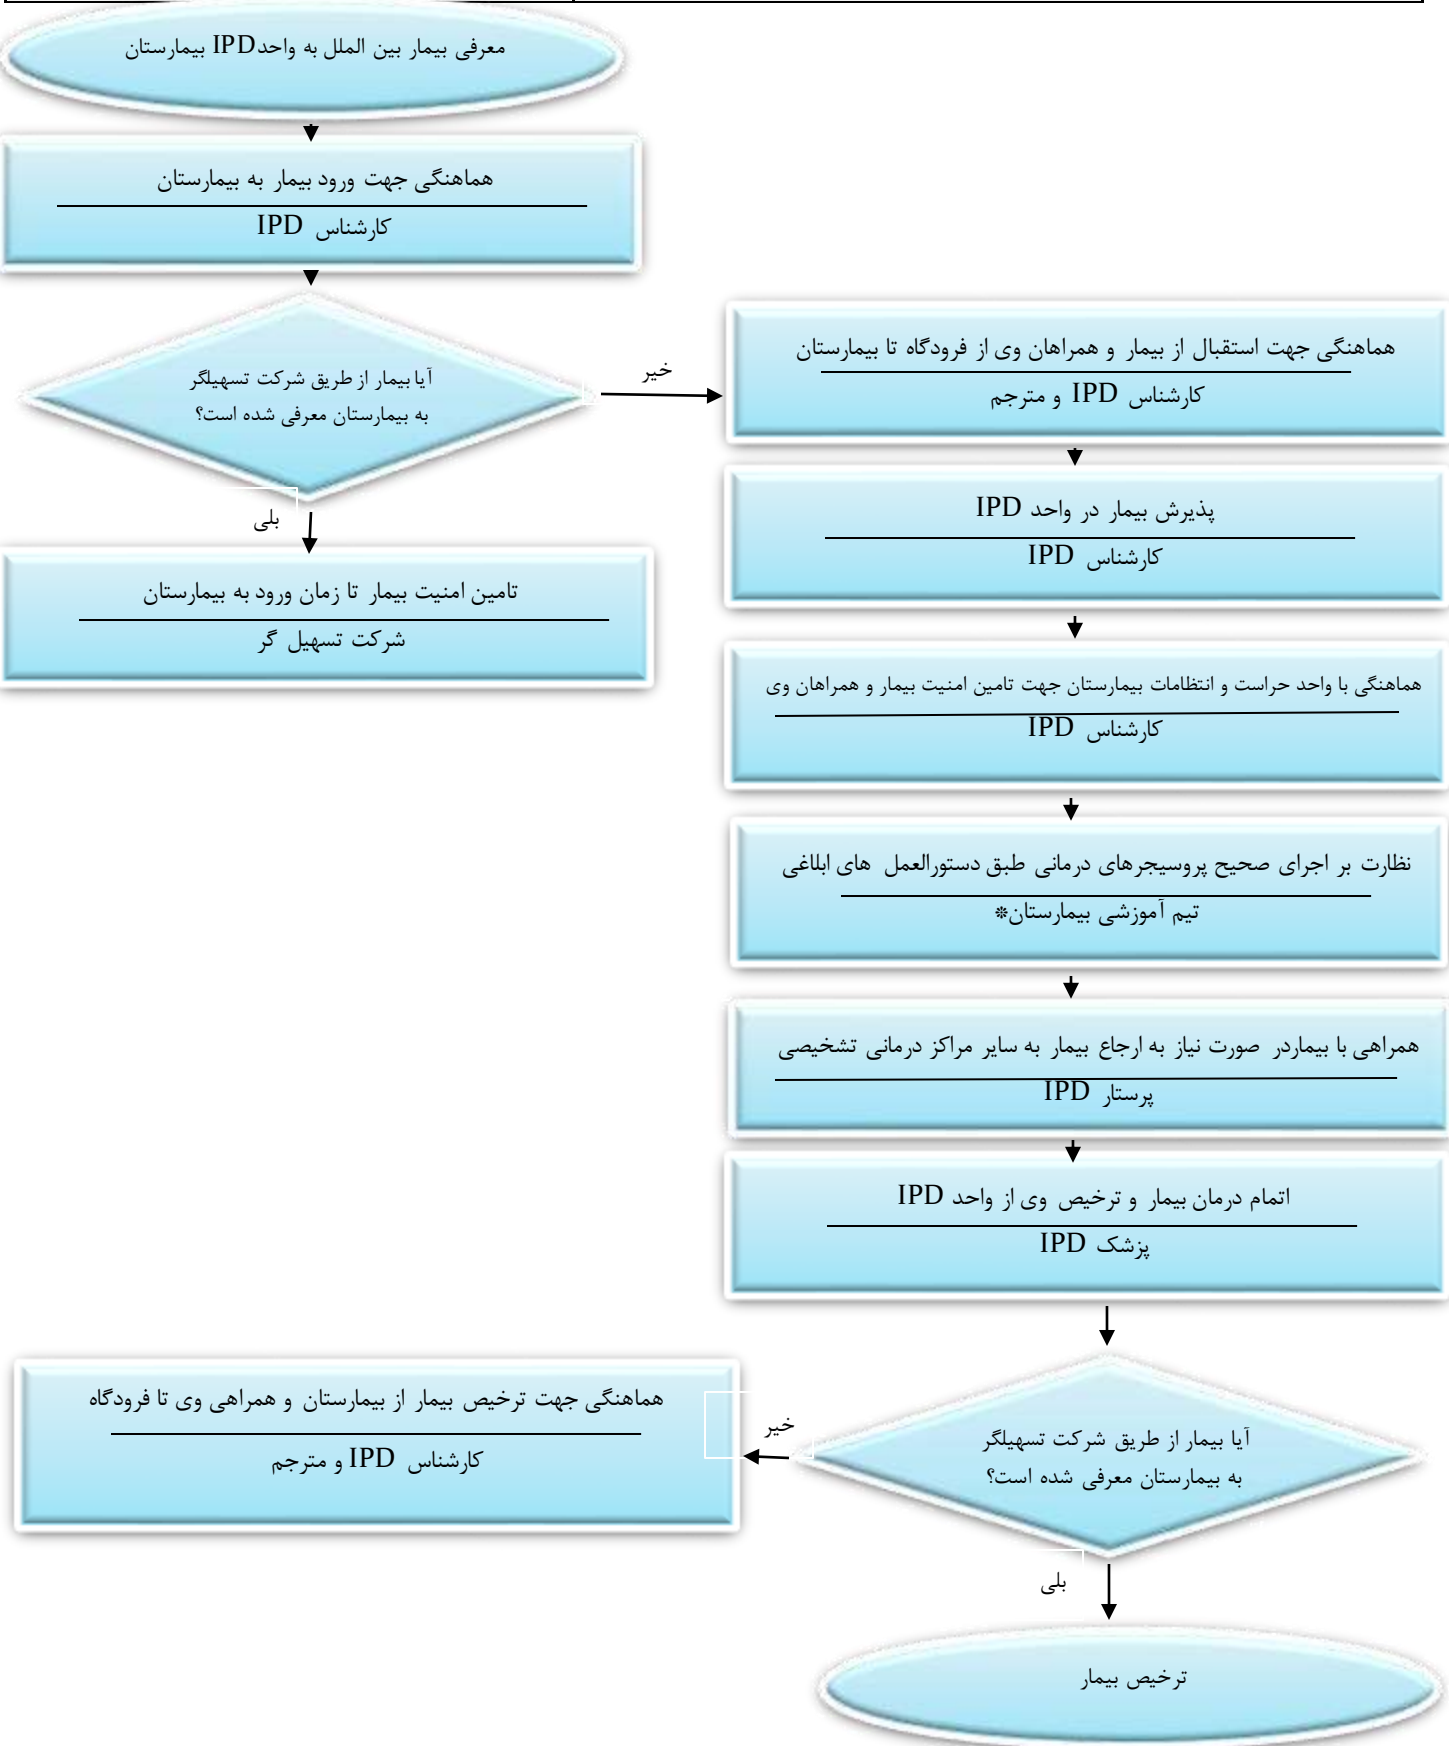 معرفی بیمار بین الملل به واحدIPD بیمارستان
هماهنگی جهت ورود بیمار به بیمارستان
کارشناس IPD
آیا بیمار از طریق شرکت تسهیلگر
به بیمارستان معرفی شده است؟
خیر
بلی
تامین امنیت بیمار تا زمان ورود به بیمارستان
شرکت تسهیل گر
هماهنگی جهت استقبال از بیمار و همراهان وی از فرودگاه تا بیمارستان
کارشناس IPD و مترجم
پذیرش بیمار در واحد IPD
کارشناس IPD
هماهنگی با واحد حراست و انتظامات بیمارستان جهت تامین امنیت بیمار و همراهان وی
کارشناس IPD
نظارت بر اجرای صحیح پروسیجرهای درمانی طبق دستورالعمل های ابلاغی
تیم آموزشی بیمارستان*
همراهی با بیماردر صورت نیاز به ارجاع بیمار به سایر مراکز درمانی تشخیصی
پرستار IPD
اتمام درمان بیمار و ترخیص وی از واحد IPD
پزشک IPD
آیا بیمار از طریق شرکت تسهیلگر
به بیمارستان معرفی شده است؟
خیر
هماهنگی جهت ترخیص بیمار از بیمارستان و همراهی وی تا فرودگاه
کارشناس IPD و مترجم
بلی
ترخیص بیمار